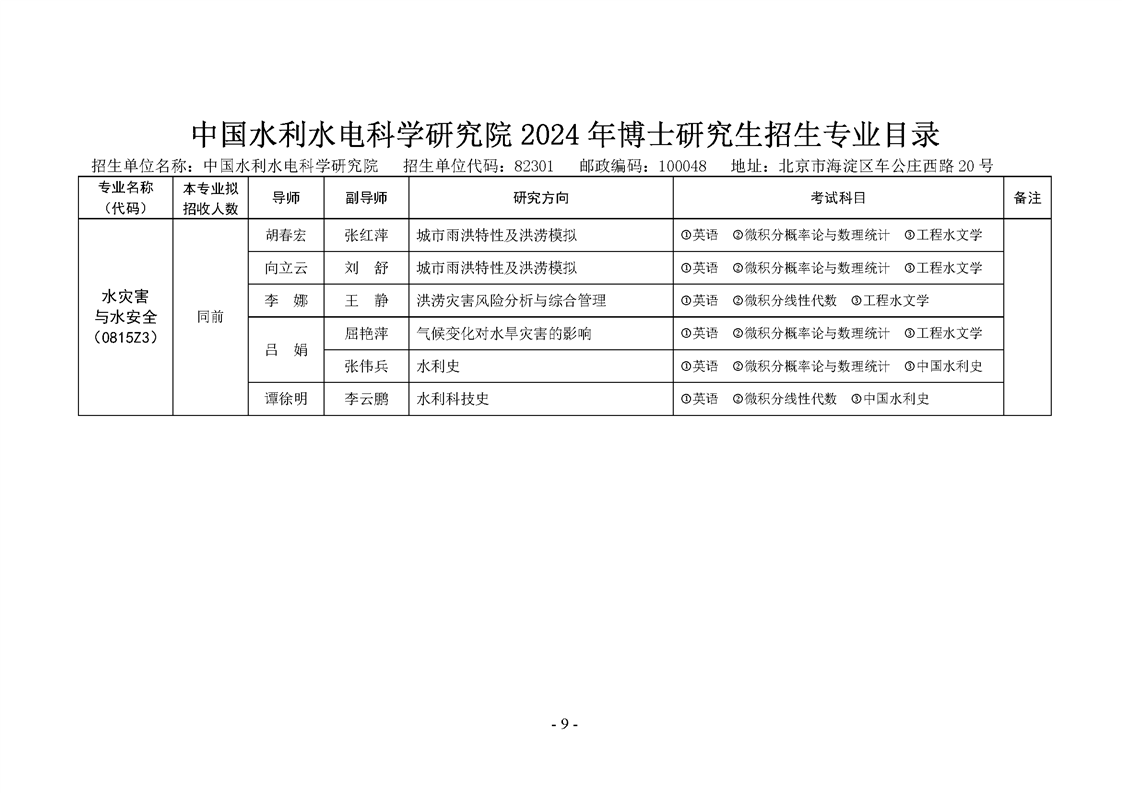 中国水利水电科学研究院 2024 年博士研究生招生专业目录
招生单位名称：中国水利水电科学研究院 招生单位代码：82301 邮政编码：100048 地址：北京市海淀区车公庄西路 20 号
专业名称（代码） 本专业拟招收人数 导师 副导师 研究方向 考试科目 备注
水灾害与水安全（0815Z3） 同前
胡春宏 张红萍 城市雨洪特性及洪涝模拟 ①英语 ②微积分概率论与数理统计 ③工程水文学
向立云 刘 舒 城市雨洪特性及洪涝模拟 ①英语 ②微积分概率论与数理统计 ③工程水文学
李 娜 王 静 洪涝灾害风险分析与综合管理 ①英语 ②微积分线性代数 ③工程水文学
吕 娟 屈艳萍 气候变化对水旱灾害的影响 ①英语 ②微积分概率论与数理统计 ③工程水文学
张伟兵 水利史 ①英语 ②微积分概率论与数理统计 ③中国水利史
谭徐明 李云鹏 水利科技史 ①英语 ②微积分线性代数 ③中国水利史
- 9 -